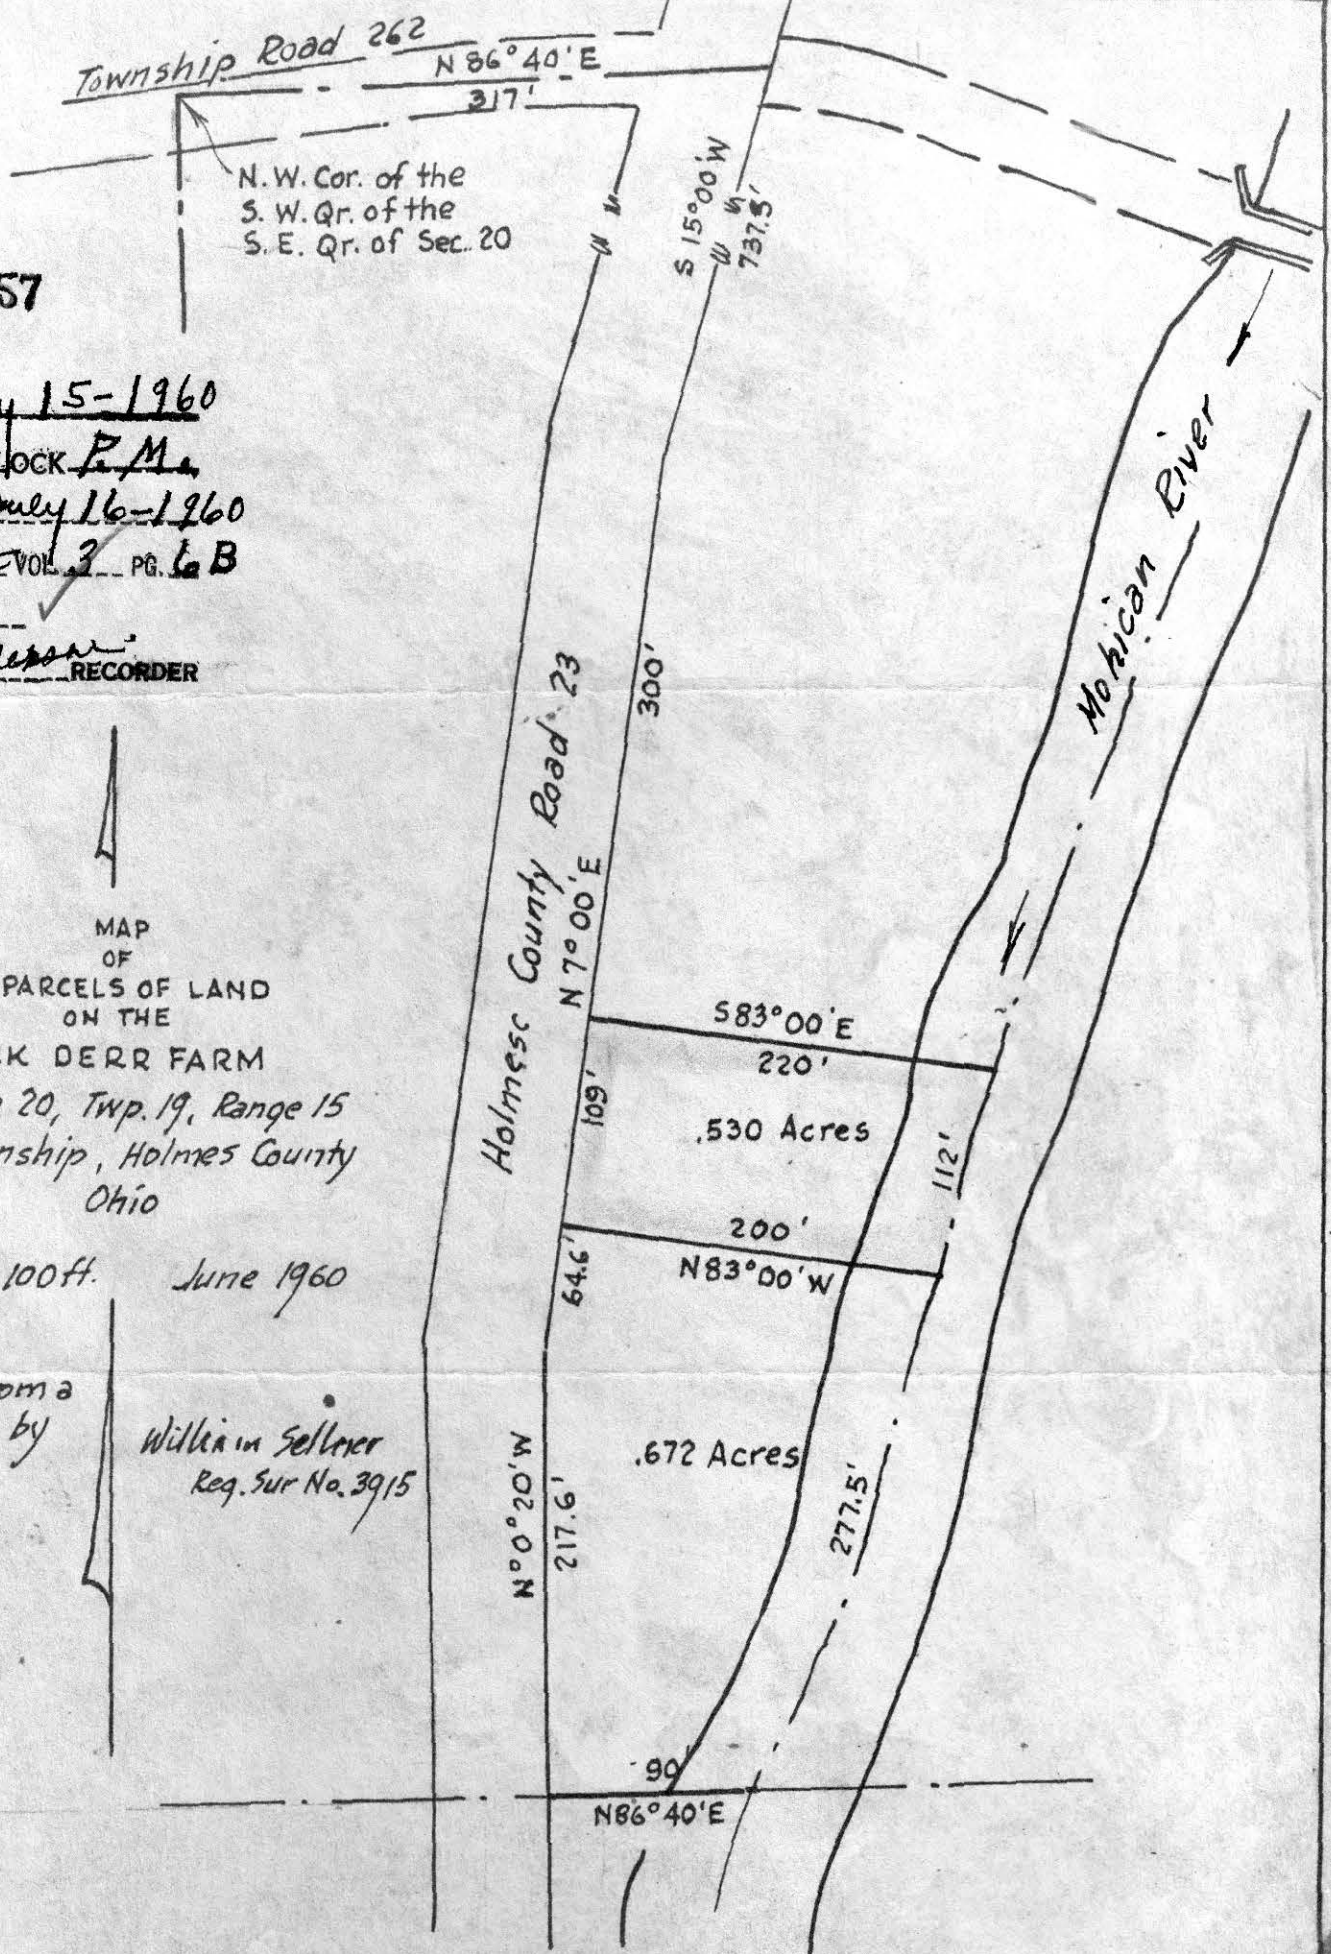 Township Road 262
N 86°40'E
317'
N.W. Cor. of the
S.W. Qr. of the
S.E. Qr. of Sec. 20
S 15°00'W
737.5'
57
15-1960
OCK P.M.
uly 16-1960
VOL. 3 PG. 6 B
RECORDER
Mohican River
Holmesc County Road 23
300'
N 7°00'E
MAP
OF
PARCELS OF LAND
ON THE
K DERR FARM
20, Twp. 19, Range 15
nship, Holmes County
Ohio
100ft. June 1960
om a
by
William Sellner
Reg. Sur No. 3915
S83°00'E
220'
109'
.530 Acres
112'
200'
N83°00'W
64.6'
.672 Acres
277.5'
N°0°20'W
217.6'
90'
N86°40'E